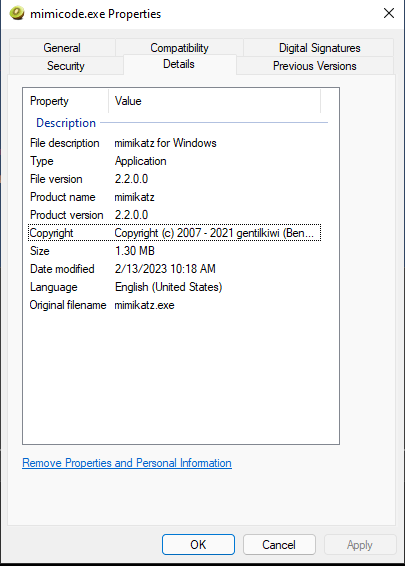 mimicode.exe Properties
General Compatibility Digital Signatures
Security Details Previous Versions
Property Value
Description
File description mimikatz for Windows
Type Application
File version 2.2.0.0
Product name mimikatz
Product version 2.2.0.0
Copyright Copyright (c) 2007 - 2021 gentilkiwi (Ben...
Size 1.30 MB
Date modified 2/13/2023 10:18 AM
Language English (United States)
Original filename mimikatz.exe
Remove Properties and Personal Information
OK Cancel Apply